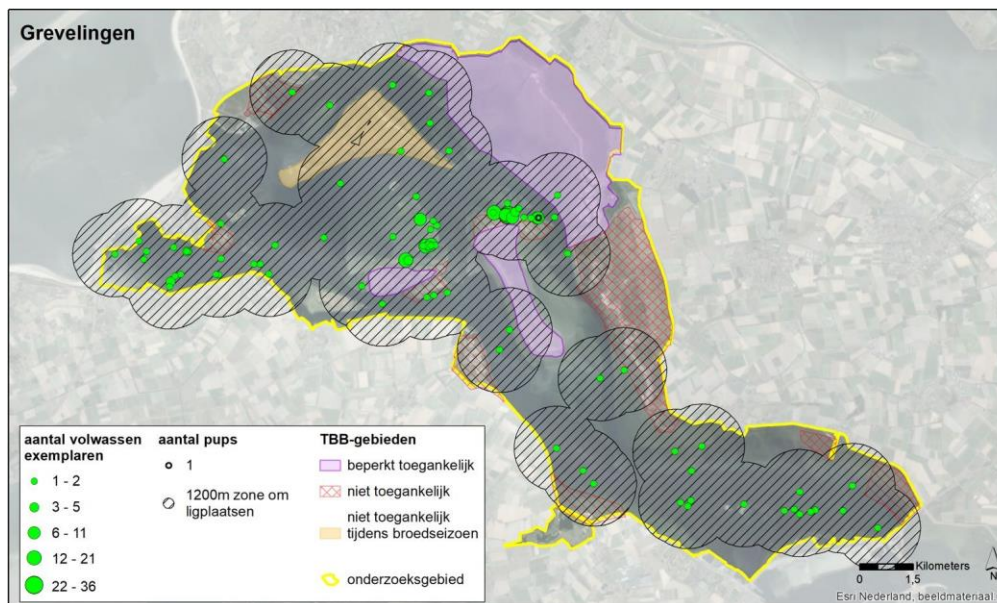 Grevelingen
aantal volwassen
exemplaren
1 - 2
3 - 5
6 - 11
12 - 21
22 - 36
aantal pups
1
1200m zone om
ligplaatsen
TBB-gebieden
beperkt toegankelijk
niet toegankelijk
niet toegankelijk
tijdens broedseizoen
onderzoeksgebied
Kilometers
0 1,5
N
Esri Nederland, beeldmateriaal